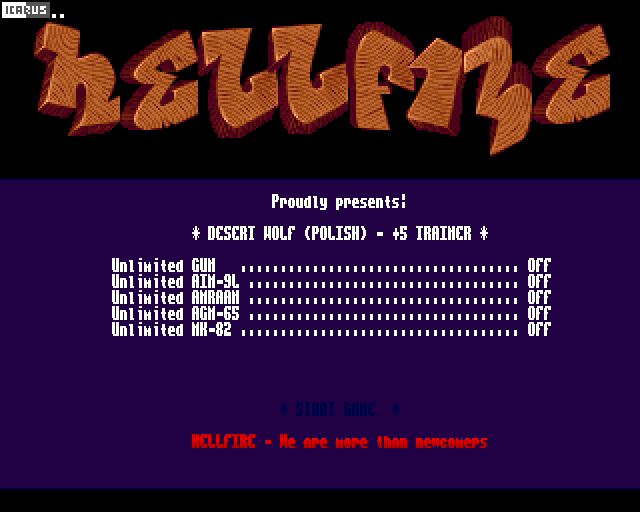 ICARUS..
HELLFIRE
Proudly presents!
* DESERT WOLF (POLISH) - +5 TRAINER *
Unlimited GUN ................................... Off
Unlimited AIM-9L .................................. Off
Unlimited AMRAAM .................................. Off
Unlimited AGM-65 .................................. Off
Unlimited MK-82 ................................... Off
* START GAME *
HELLFIRE - We are more than newcomers